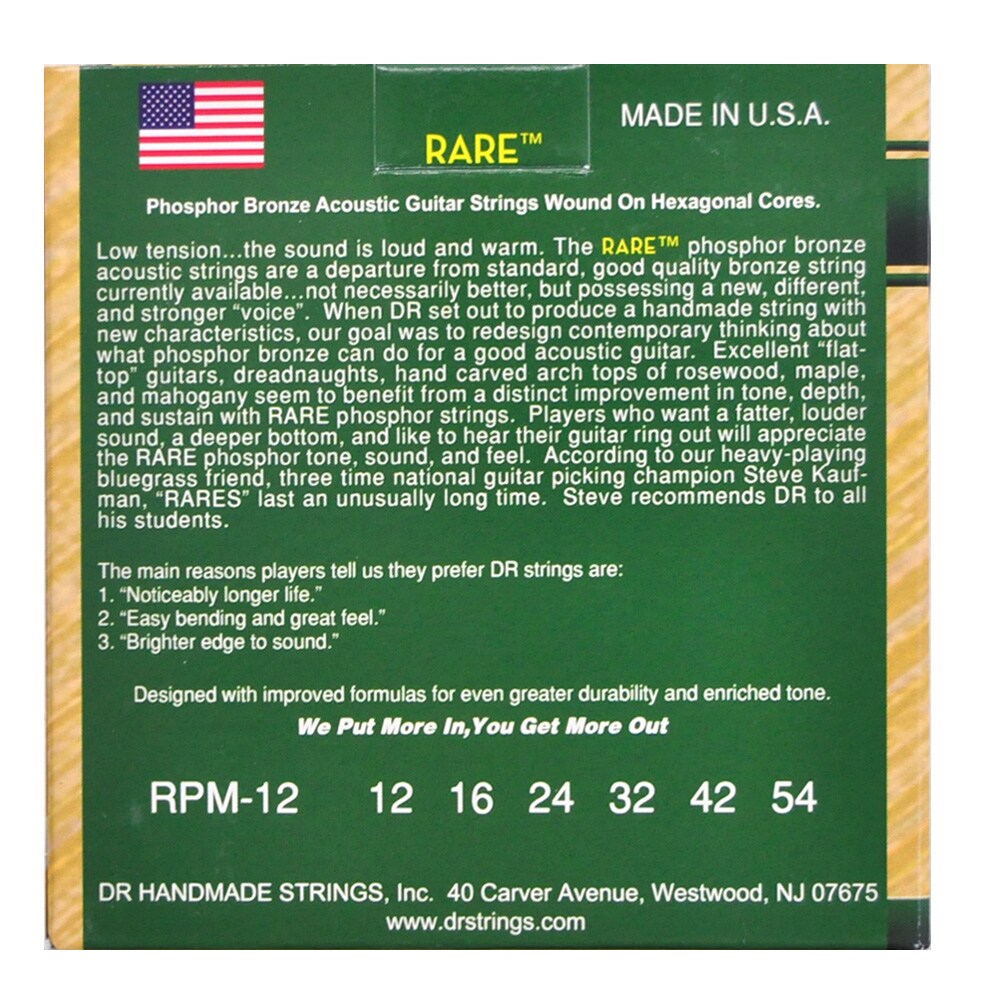 RARE™
MADE IN U.S.A.
Phosphor Bronze Acoustic Guitar Strings Wound On Hexagonal Cores.
Low tension...the sound is loud and warm. The RARE™ phosphor bronze
acoustic strings are a departure from standard, good quality bronze string
currently available...not necessarily better, but possessing a new, different,
and stronger “voice”. When DR set out to produce a handmade string with
new characteristics, our goal was to redesign contemporary thinking about
what phosphor bronze can do for a good acoustic guitar. Excellent “flat-
top” guitars, dreadnaughts, hand carved arch tops of rosewood, maple,
and mahogany seem to benefit from a distinct improvement in tone, depth,
and sustain with RARE phosphor strings. Players who want a fatter, louder
sound, a deeper bottom, and like to hear their guitar ring out will appreciate
the RARE phosphor tone, sound, and feel. According to our heavy-playing
bluegrass friend, three time national guitar picking champion Steve Kauf-
man, “RARES” last an unusually long time. Steve recommends DR to all
his students.
The main reasons players tell us they prefer DR strings are:
1. “Noticeably longer life.”
2. “Easy bending and great feel.”
3. “Brighter edge to sound.”
Designed with improved formulas for even greater durability and enriched tone.
We Put More In,You Get More Out
RPM-12 12 16 24 32 42 54
DR HANDMADE STRINGS, Inc. 40 Carver Avenue, Westwood, NJ 07675
www.drstrings.com